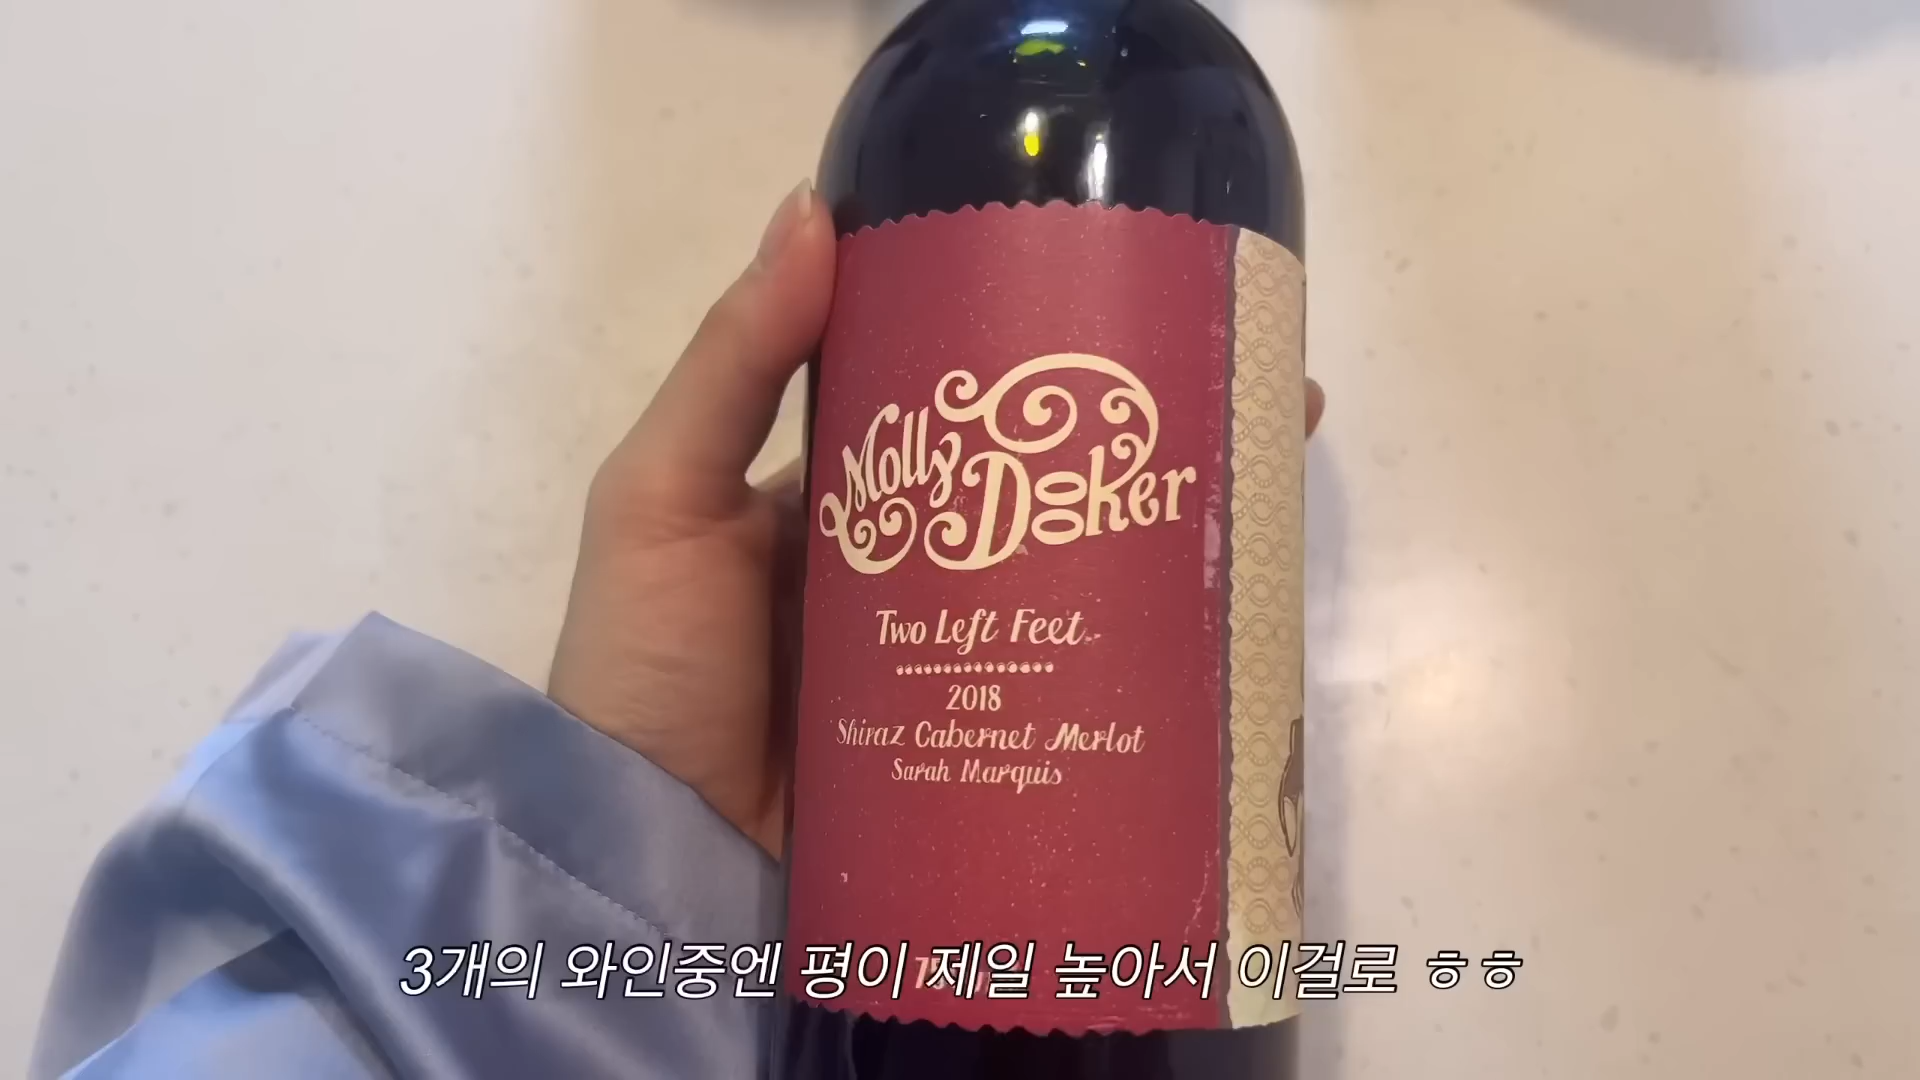 Molly
Dooker
Two Left Feet
2018
Shiraz Cabernet Merlot
Sarah Marquis
3개의 와인중엔 평이 제일 높아서 이걸로 ㅎㅎ